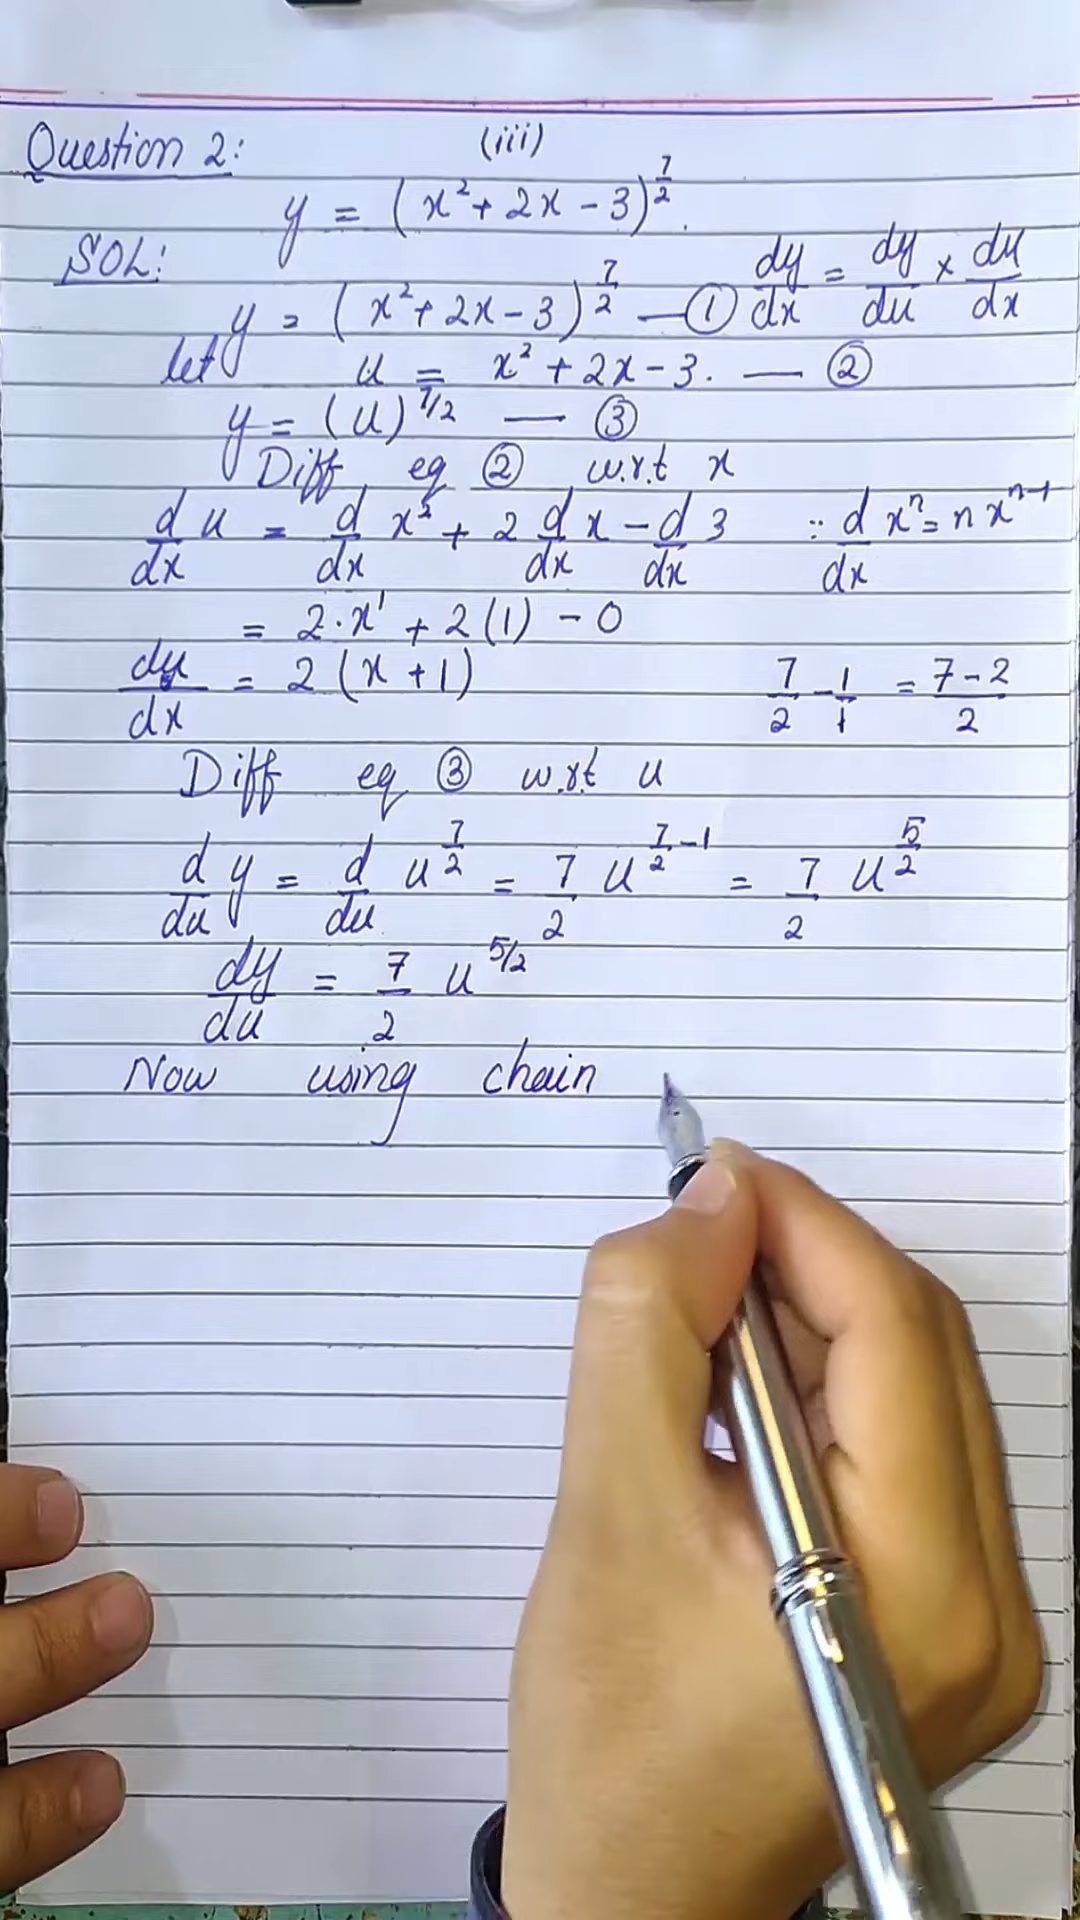 Question 2: (iii)
y = (x² + 2x - 3)^{7/2}.
SOL: dy/dx = dy/du × du/dx
y = (x² + 2x - 3)^{7/2} — ①
let u = x² + 2x - 3. — ②
y = (u)^{7/2} — ③
Diff eq ② w.r.t x
d/dx u = d/dx x² + 2 d/dx x - d/dx 3 ∵ d/dx xⁿ = n x^{n-1}
= 2·x¹ + 2(1) - 0
du/dx = 2(x + 1) 7/2 - 1/1 = 7-2/2
Diff eq ③ w.r.t u
d/du y = d/du u^{7/2} = 7/2 u^{7/2 - 1} = 7/2 u^{5/2}
dy/du = 7/2 u^{5/2}
Now using chain